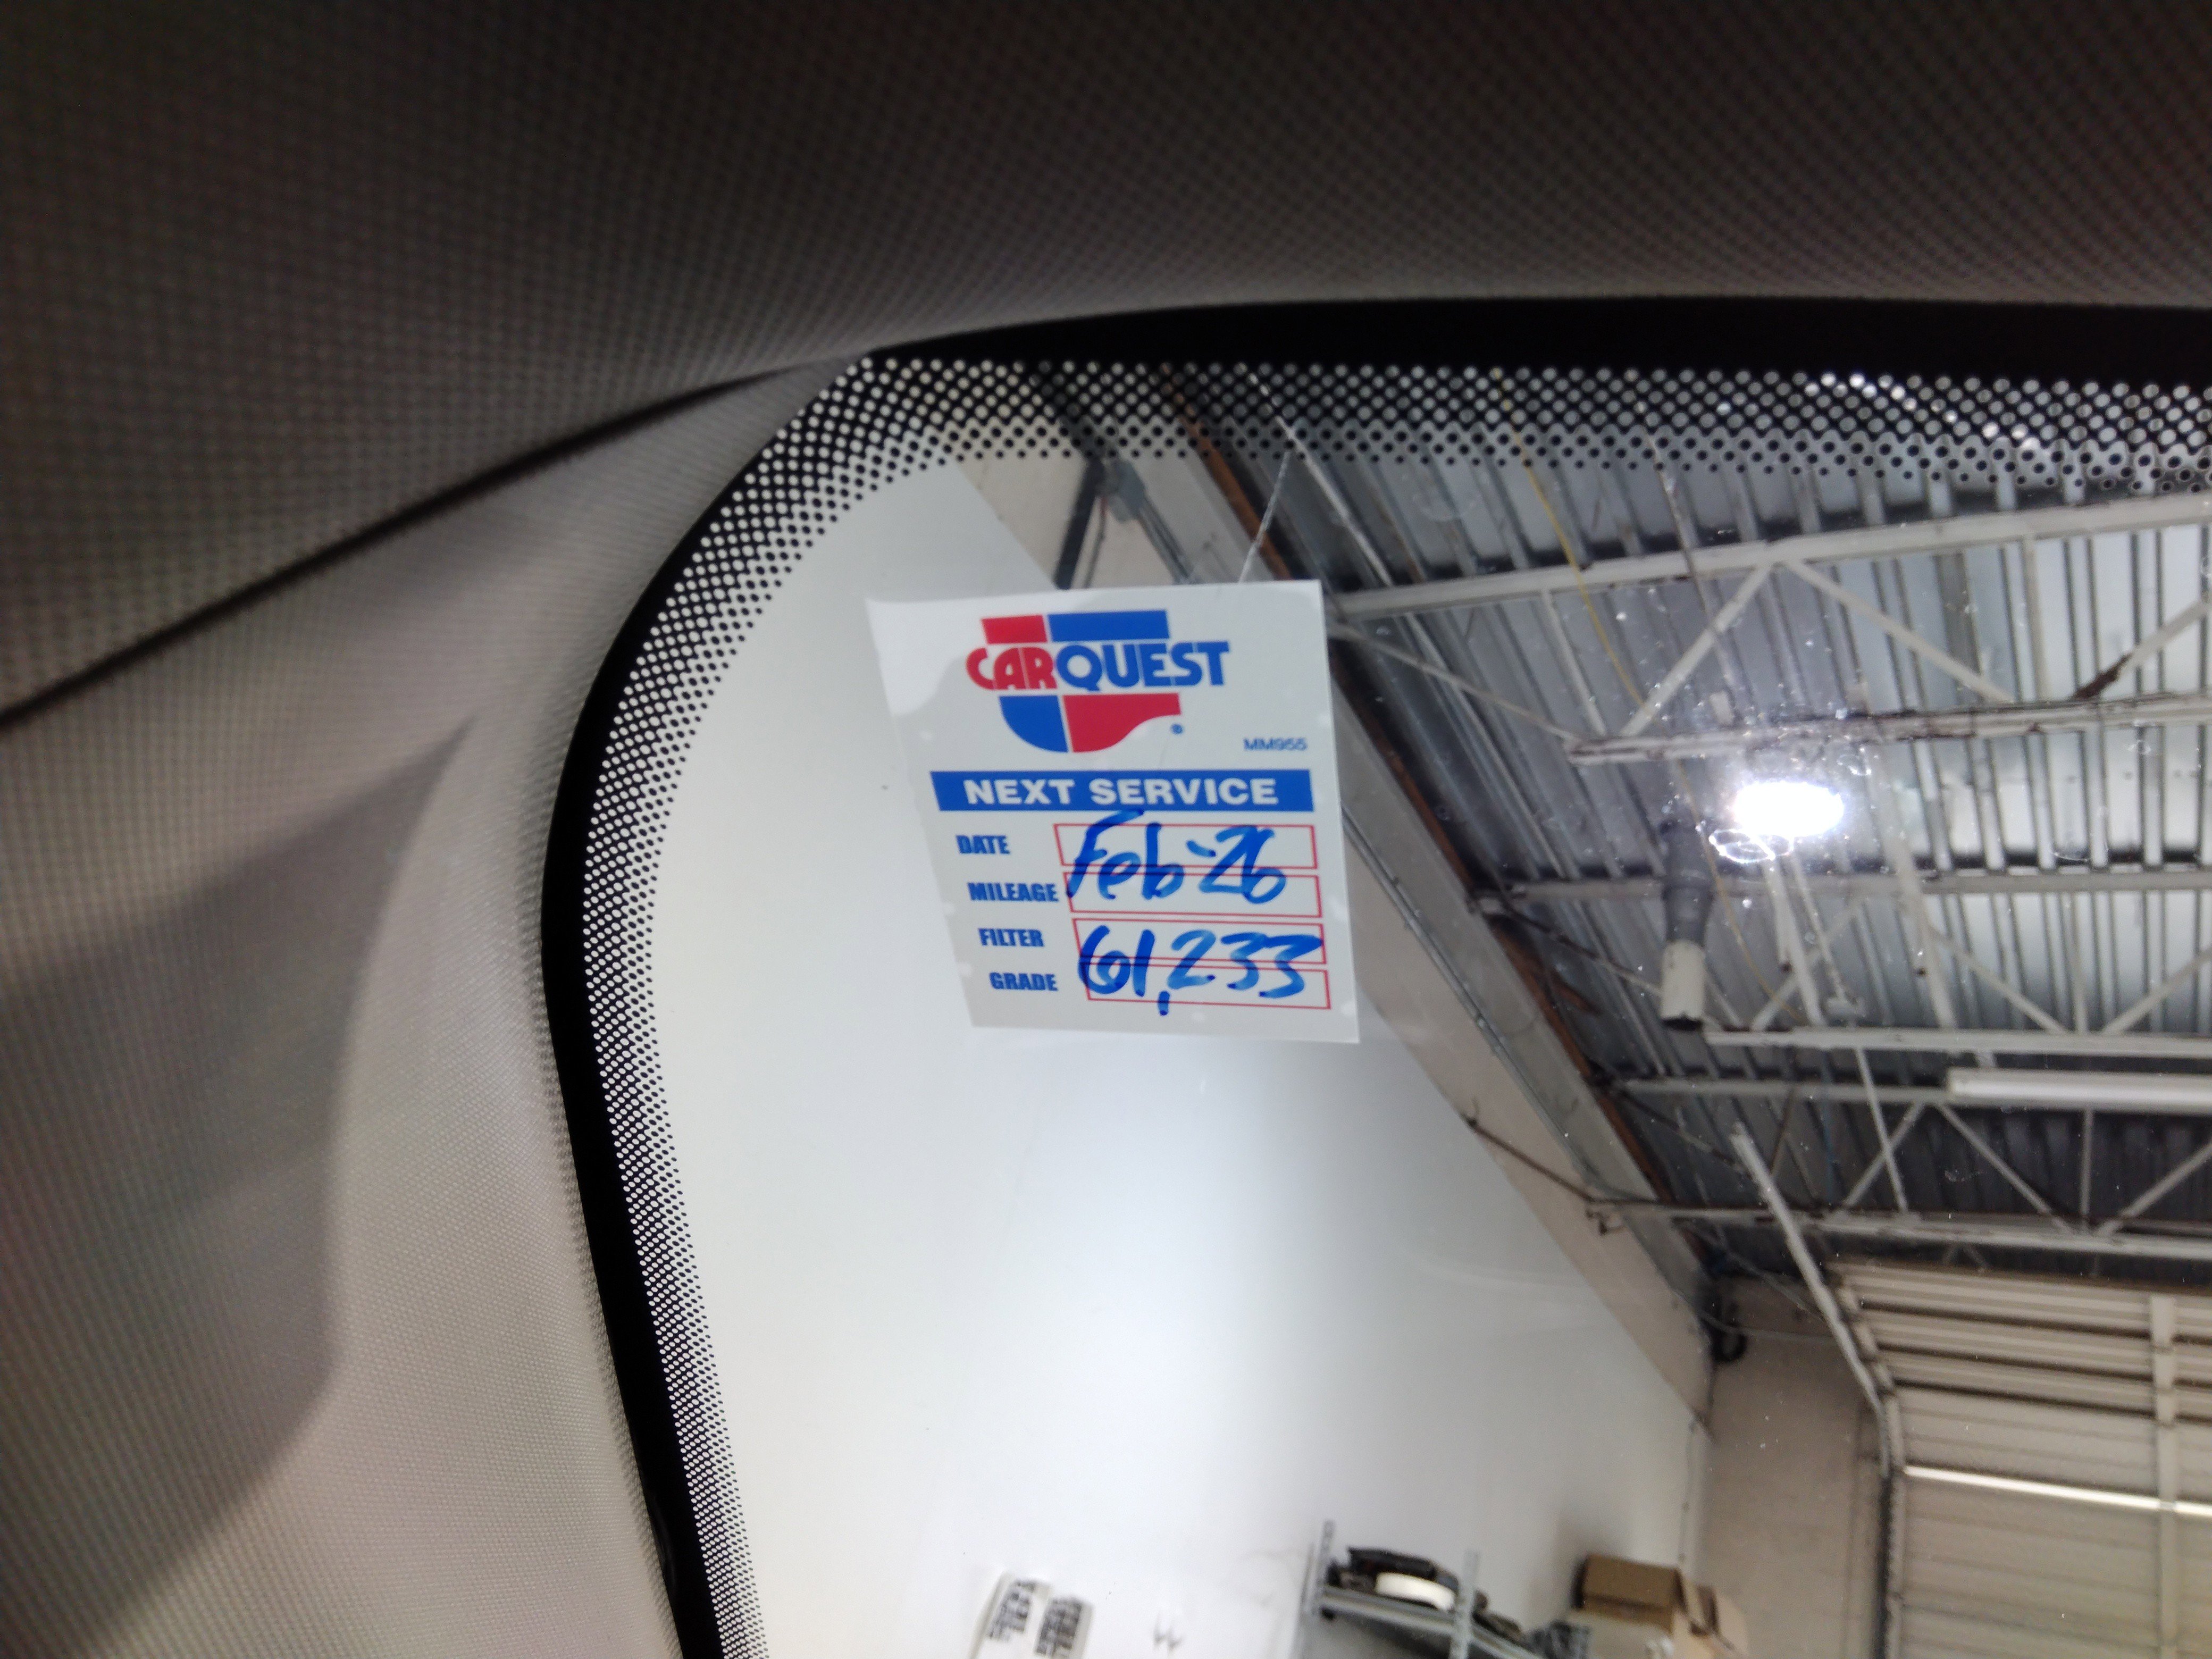 CARQUEST
®
MM955
NEXT SERVICE
DATE Feb-26
MILEAGE
FILTER 61,233
GRADE